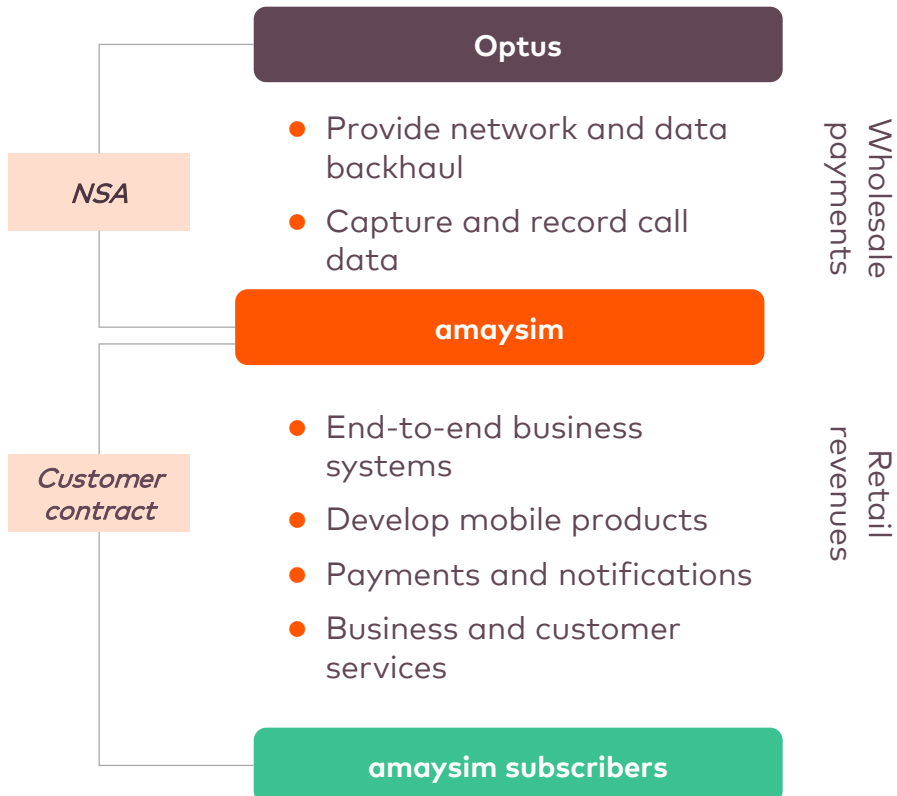 Optus
Provide network and data
backhaul
Capture and record call
data
Wholesale
payments
NSA
amaysim
End-to-end business
systems
Develop mobile products
Payments and notifications
Business and customer
services
Retail
revenues
Customer
contract
amaysim subscribers